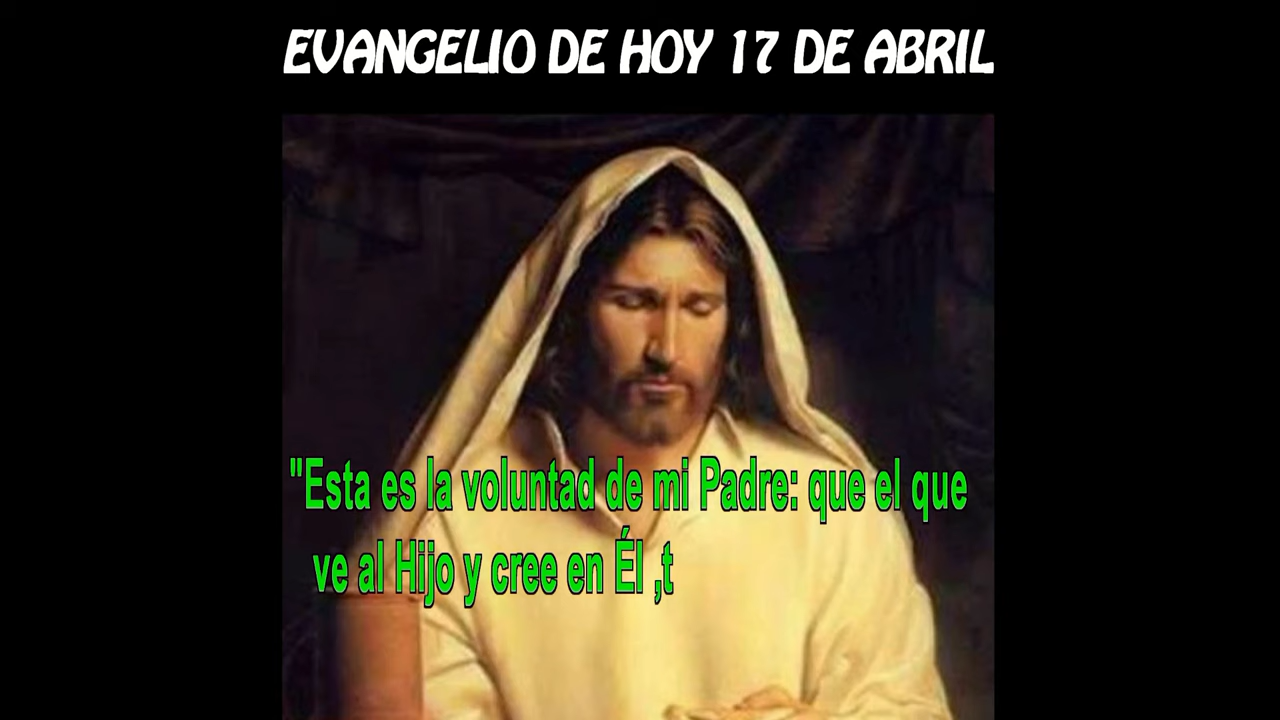 EVANGELIO DE HOY 17 DE ABRIL
"Esta es la voluntad de mi Padre: que el que
ve al Hijo y cree en Él ,t